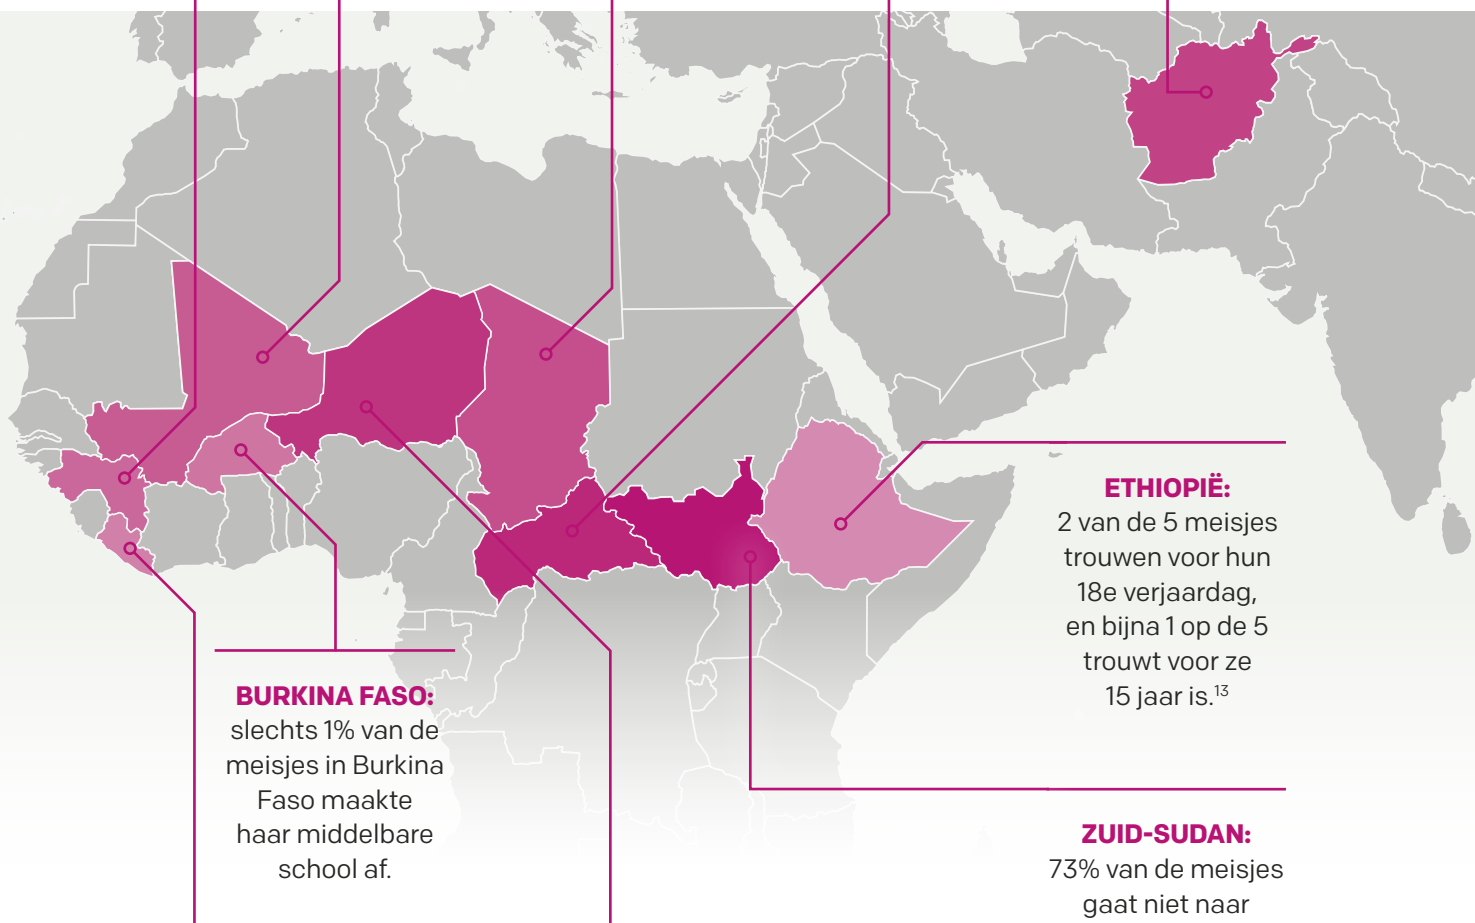 ETHIOPIË:
2 van de 5 meisjes
trouwen voor hun
18e verjaardag,
en bijna 1 op de 5
trouwt voor ze
15 jaar is.13
BURKINA FASO:
slechts 1% van de
meisjes in Burkina
Faso maakte
haar middelbare
school af.
ZUID-SUDAN:
73% van de meisjes
gaat niet naar